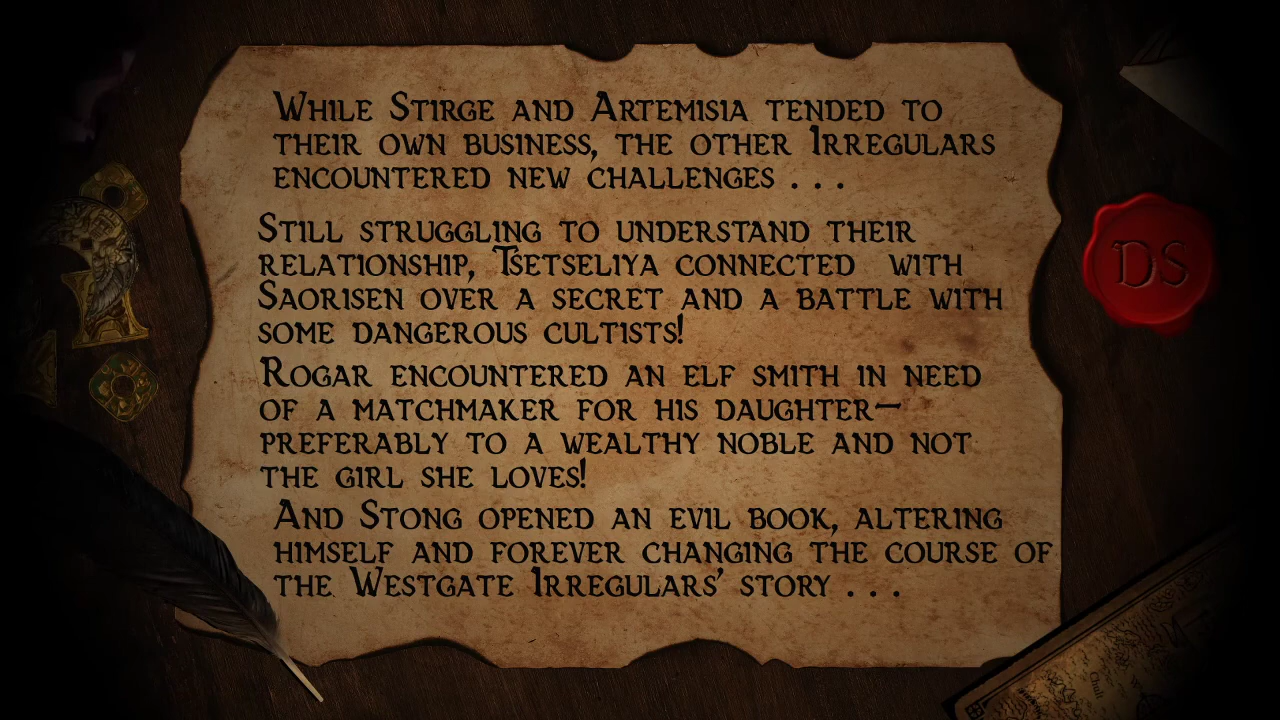 While Stirge and Artemisia tended to
their own business, the other Irregulars
encountered new challenges . . .
Still struggling to understand their
relationship, Tsetseliya connected with
Saorisen over a secret and a battle with
some dangerous cultists!
Rogar encountered an elf smith in need
of a matchmaker for his daughter—
preferably to a wealthy noble and not
the girl she loves!
And Stong opened an evil book, altering
himself and forever changing the course of
the Westgate Irregulars' story . . .
DS
Chult